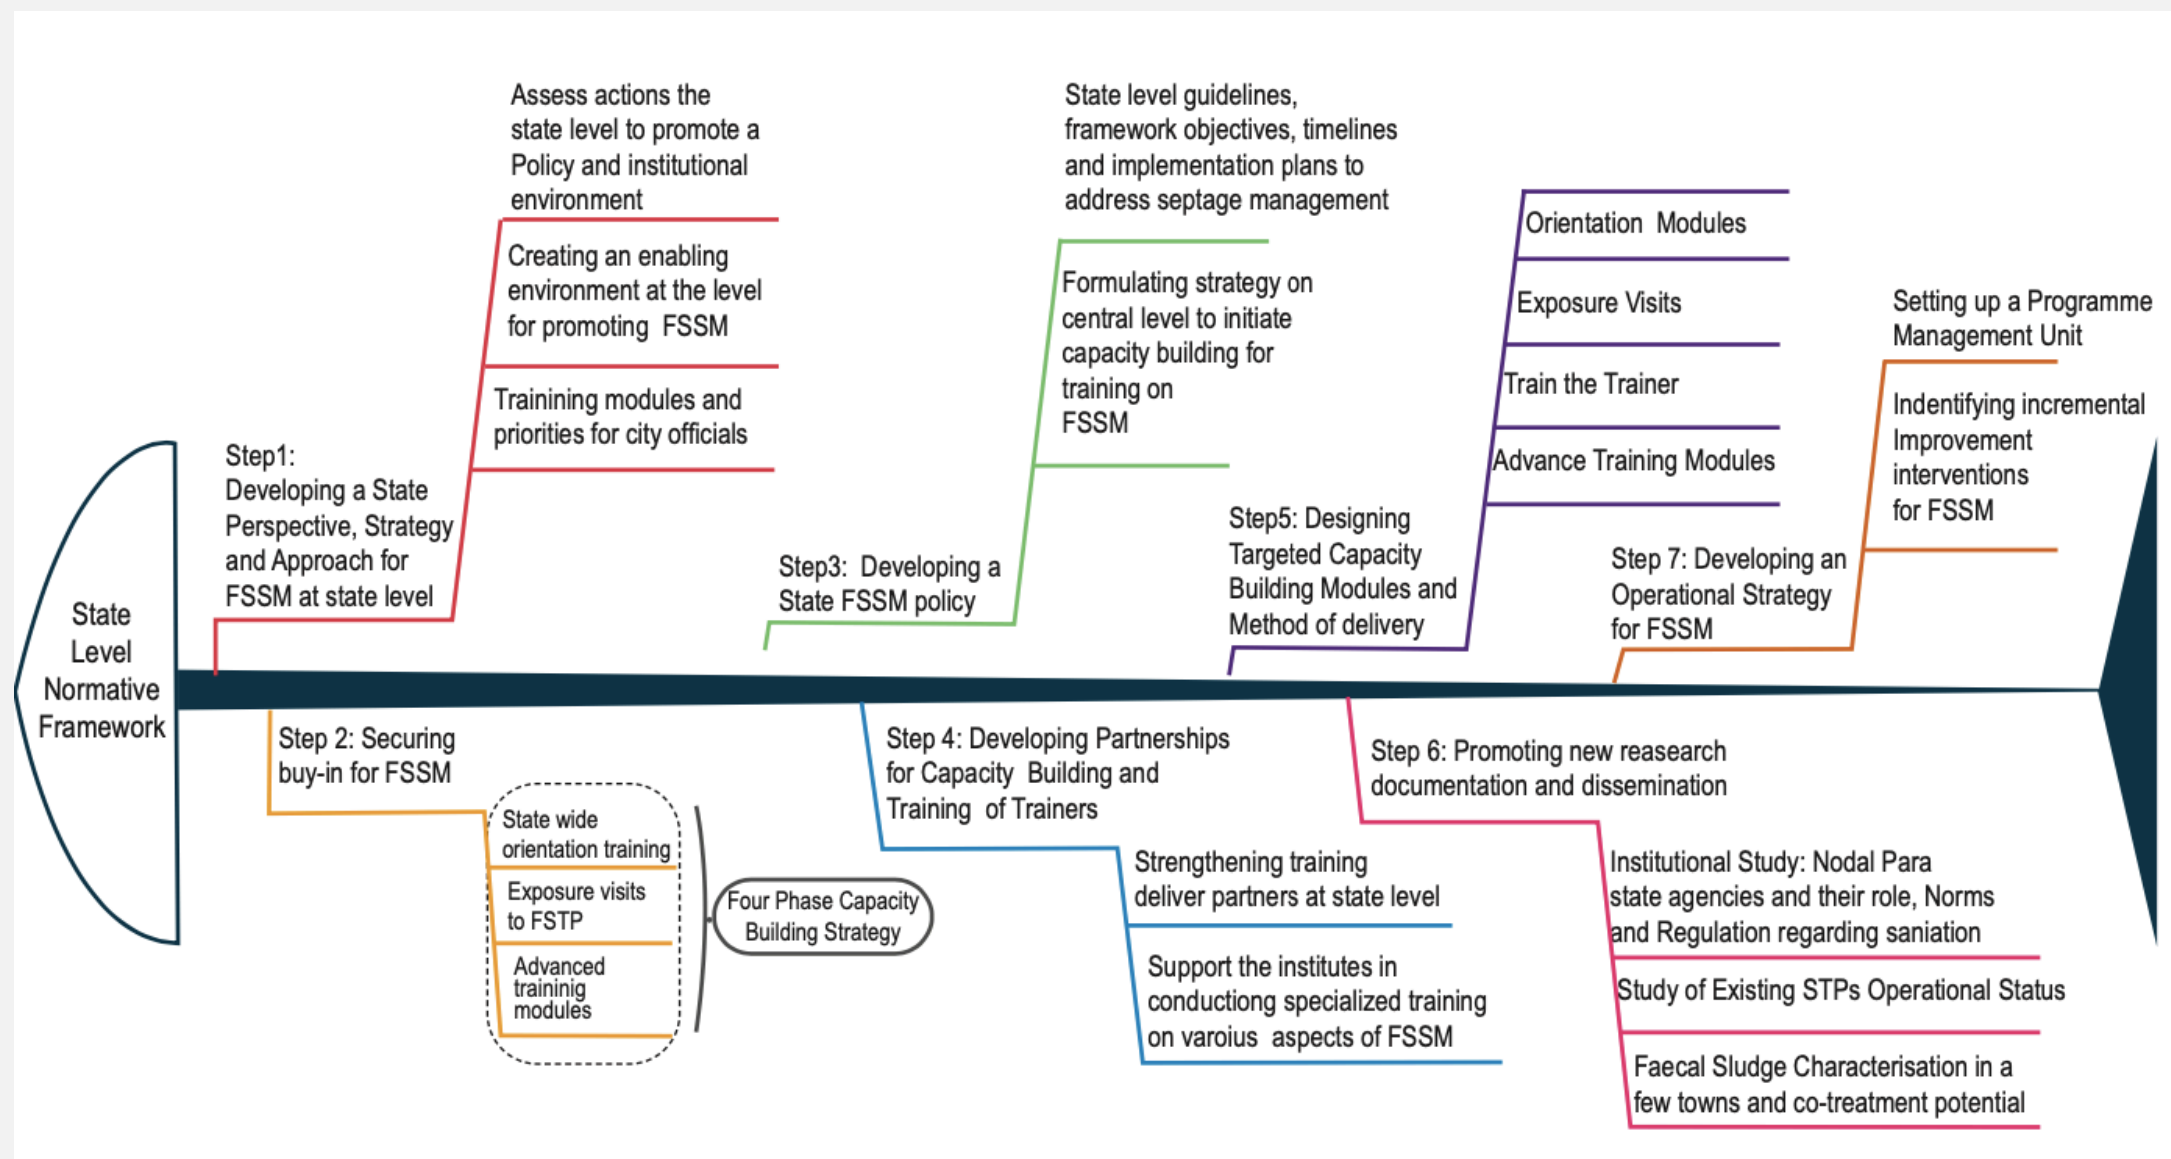 State
Level
Normative
Framework
Step1:
Developing a State
Perspective, Strategy
and Approach for
FSSM at state level
Assess actions the
state level to promote a
Policy and institutional
environment
Creating an enabling
environment at the level
for promoting FSSM
Trainining modules and
priorities for city officials
Step 2: Securing
buy-in for FSSM
State wide
orientation training
Exposure visits
to FSTP
Advanced
traininig
modules
Four Phase Capacity
Building Strategy
Step3: Developing a
State FSSM policy
State level guidelines,
framework objectives, timelines
and implementation plans to
address septage management
Formulating strategy on
central level to initiate
capacity building for
training on
FSSM
Step 4: Developing Partnerships
for Capacity Building and
Training of Trainers
Strengthening training
deliver partners at state level
Support the institutes in
conductiong specialized training
on varoius aspects of FSSM
Step5: Designing
Targeted Capacity
Building Modules and
Method of delivery
Orientation Modules
Exposure Visits
Train the Trainer
Advance Training Modules
Step 6: Promoting new reasearch
documentation and dissemination
Institutional Study: Nodal Para
state agencies and their role, Norms
and Regulation regarding saniation
Study of Existing STPs Operational Status
Faecal Sludge Characterisation in a
few towns and co-treatment potential
Step 7: Developing an
Operational Strategy
for FSSM
Setting up a Programme
Management Unit
Indentifying incremental
Improvement
interventions
for FSSM